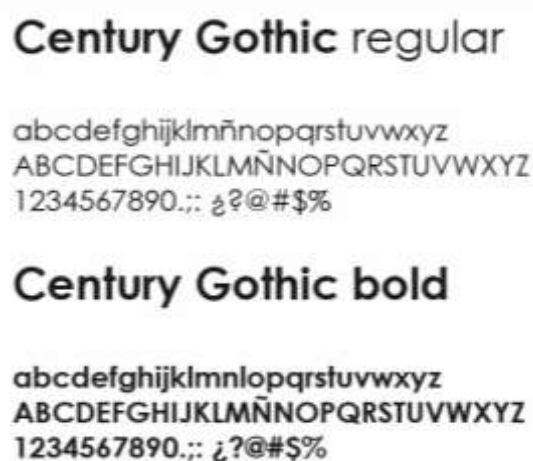 Century Gothic regular
abcdefghijklmñnopqrstuvwxyz
ABCDEFGHIJKLMÑNOPQRSTUVWXYZ
1234567890.;: ¿?@#$%
Century Gothic bold
abcdefghijklmnlopqrstuvwxyz
ABCDEFGHIJKLMÑNOPQRSTUVWXYZ
1234567890.;: ¿?@#$%